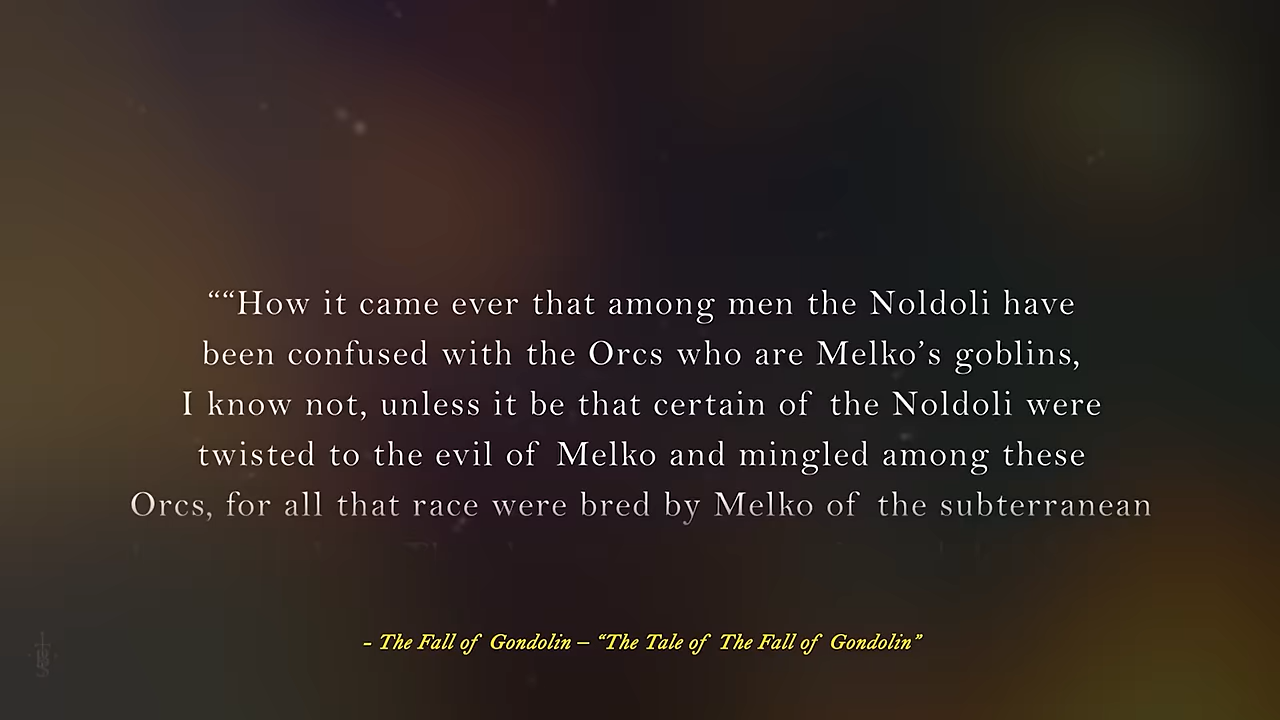 ““How it came ever that among men the Noldoli have
been confused with the Orcs who are Melko’s goblins,
I know not, unless it be that certain of the Noldoli were
twisted to the evil of Melko and mingled among these
Orcs, for all that race were bred by Melko of the subterranean
– The Fall of Gondolin – “The Tale of The Fall of Gondolin”